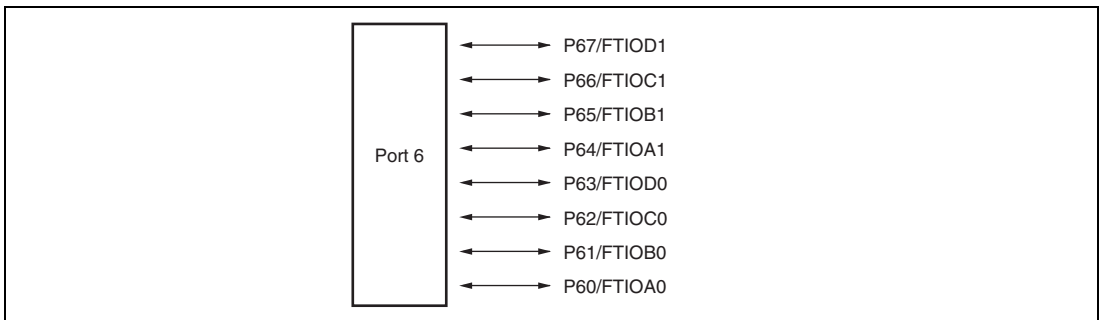 Port 6
P67/FTIOD1
P66/FTIOC1
P65/FTIOB1
P64/FTIOA1
P63/FTIOD0
P62/FTIOC0
P61/FTIOB0
P60/FTIOA0